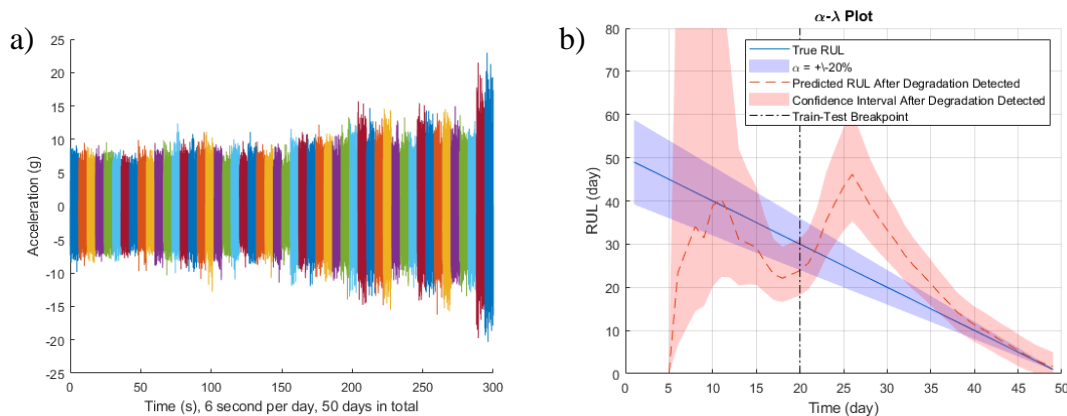 a)
25
20
15
10
5
0
-5
-10
-15
-20
-25
Acceleration (g)
0 50 100 150 200 250 300
Time (s), 6 second per day, 50 days in total
b)
α-λ Plot
True RUL
α = +\-20%
Predicted RUL After Degradation Detected
Confidence Interval After Degradation Detected
Train-Test Breakpoint
80
70
60
50
40
30
20
10
0
RUL (day)
0 5 10 15 20 25 30 35 40 45 50
Time (day)